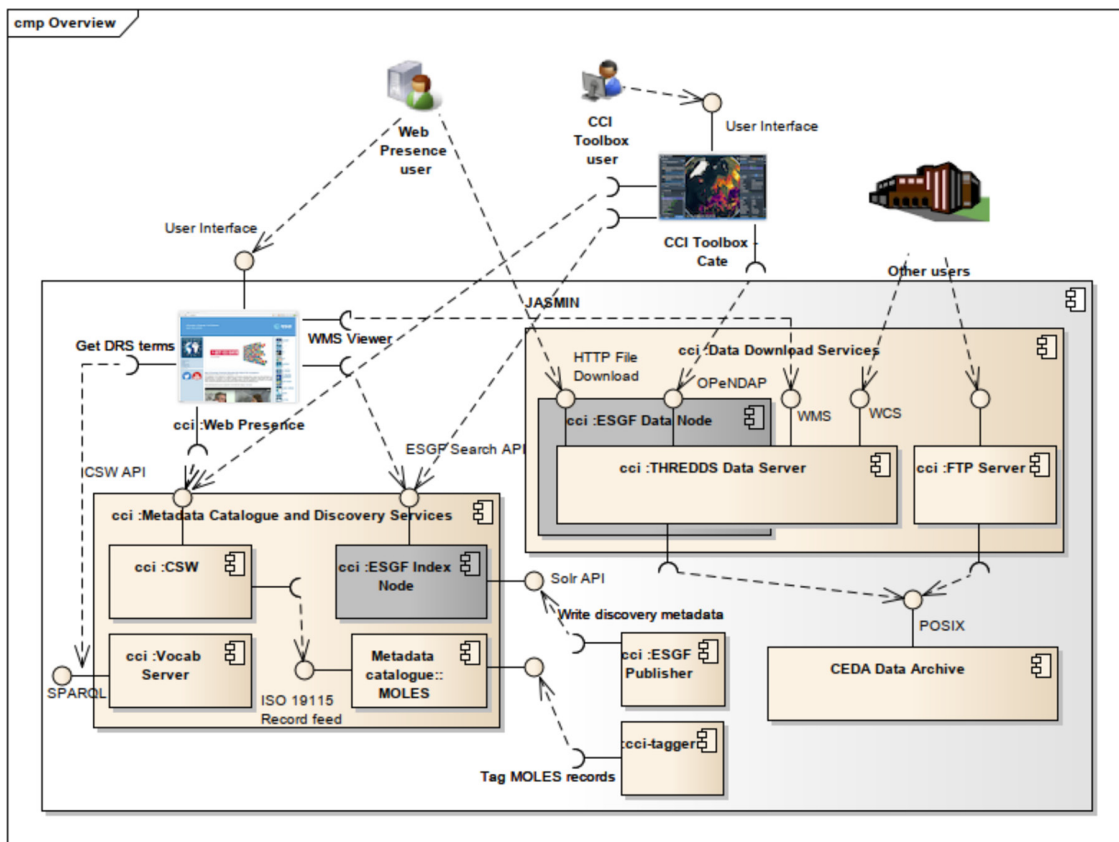 cmp Overview
Web
Presence
user
CCI
Toolbox
user
User Interface
CCI Toolbox -
Cate
Other users
User Interface
JASMIN
Get DRS terms
WMS Viewer
cci :Web Presence
cci :Data Download Services
HTTP File
Download
OPeNDAP
WMS
WCS
cci :ESGF Data Node
cci :THREDDS Data Server
cci :FTP Server
CSW API
ESGF Search API
cci :Metadata Catalogue and Discovery Services
cci :CSW
cci :ESGF Index
Node
Solr API
Write discovery metadata
POSIX
cci :Vocab
Server
SPARQL
ISO 19115
Record feed
Metadata
catalogue::
MOLES
cci :ESGF
Publisher
CEDA Data Archive
:cci-tagger
Tag MOLES records